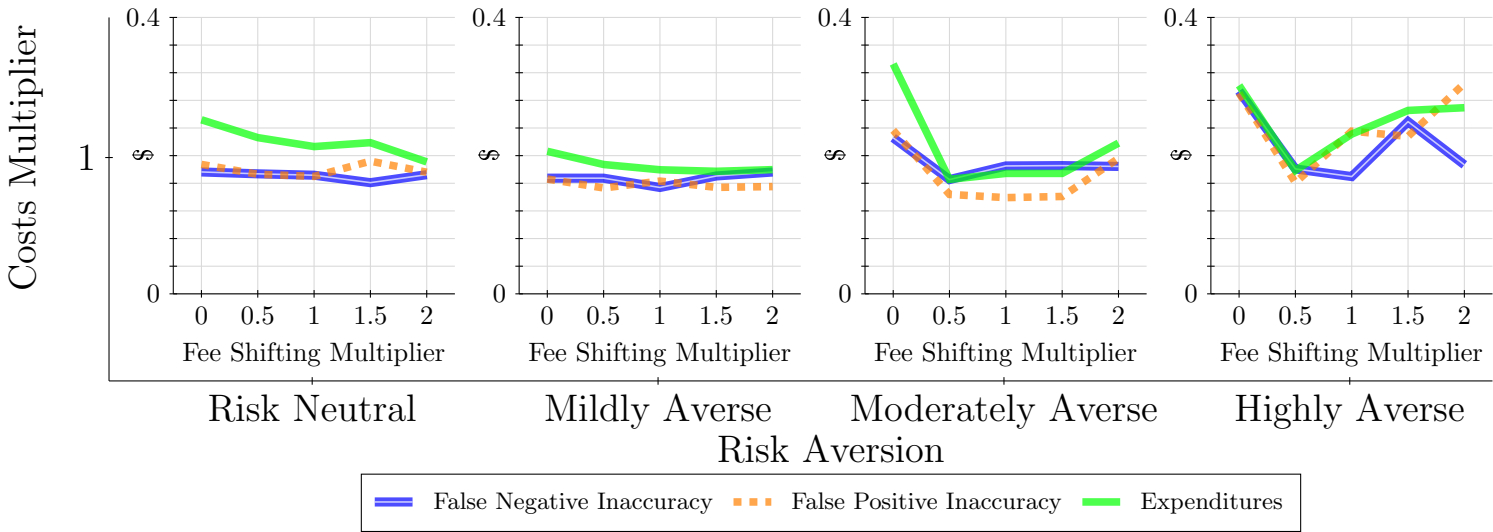 Costs Multiplier
1
0.4
0
$
0 0.5 1 1.5 2
Fee Shifting Multiplier
0.4
0
$
0 0.5 1 1.5 2
Fee Shifting Multiplier
0.4
0
$
0 0.5 1 1.5 2
Fee Shifting Multiplier
0.4
0
$
0 0.5 1 1.5 2
Fee Shifting Multiplier
Risk Neutral
Mildly Averse
Moderately Averse
Highly Averse
Risk Aversion
False Negative Inaccuracy
False Positive Inaccuracy
Expenditures